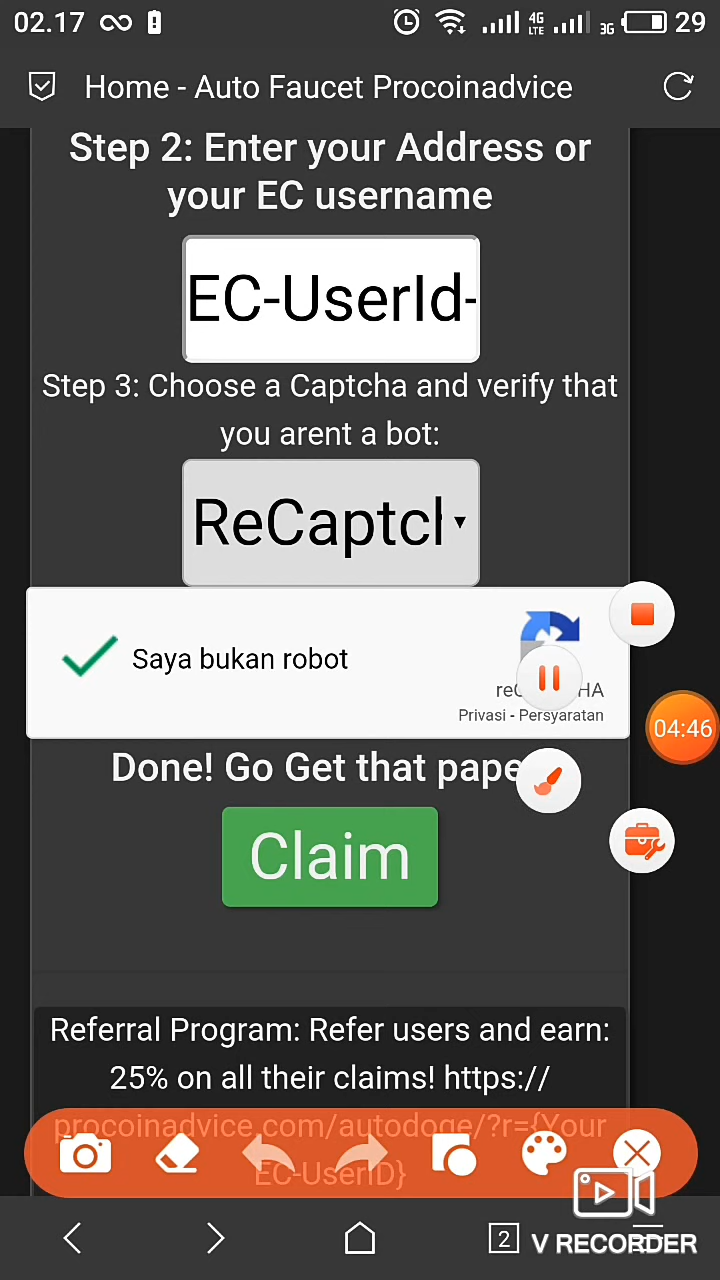 02.17 4G LTE 3G 29
Home - Auto Faucet Procoinadvice
Step 2: Enter your Address or
your EC username
EC-UserId-
Step 3: Choose a Captcha and verify that
you arent a bot:
ReCaptcl
Saya bukan robot
Privasi - Persyaratan
04:46
Done! Go Get that pape
Claim
Referral Program: Refer users and earn:
25% on all their claims! https://
procoinadvice.com/autodoge/?r={Your
EC-UserID}
2
V RECORDER